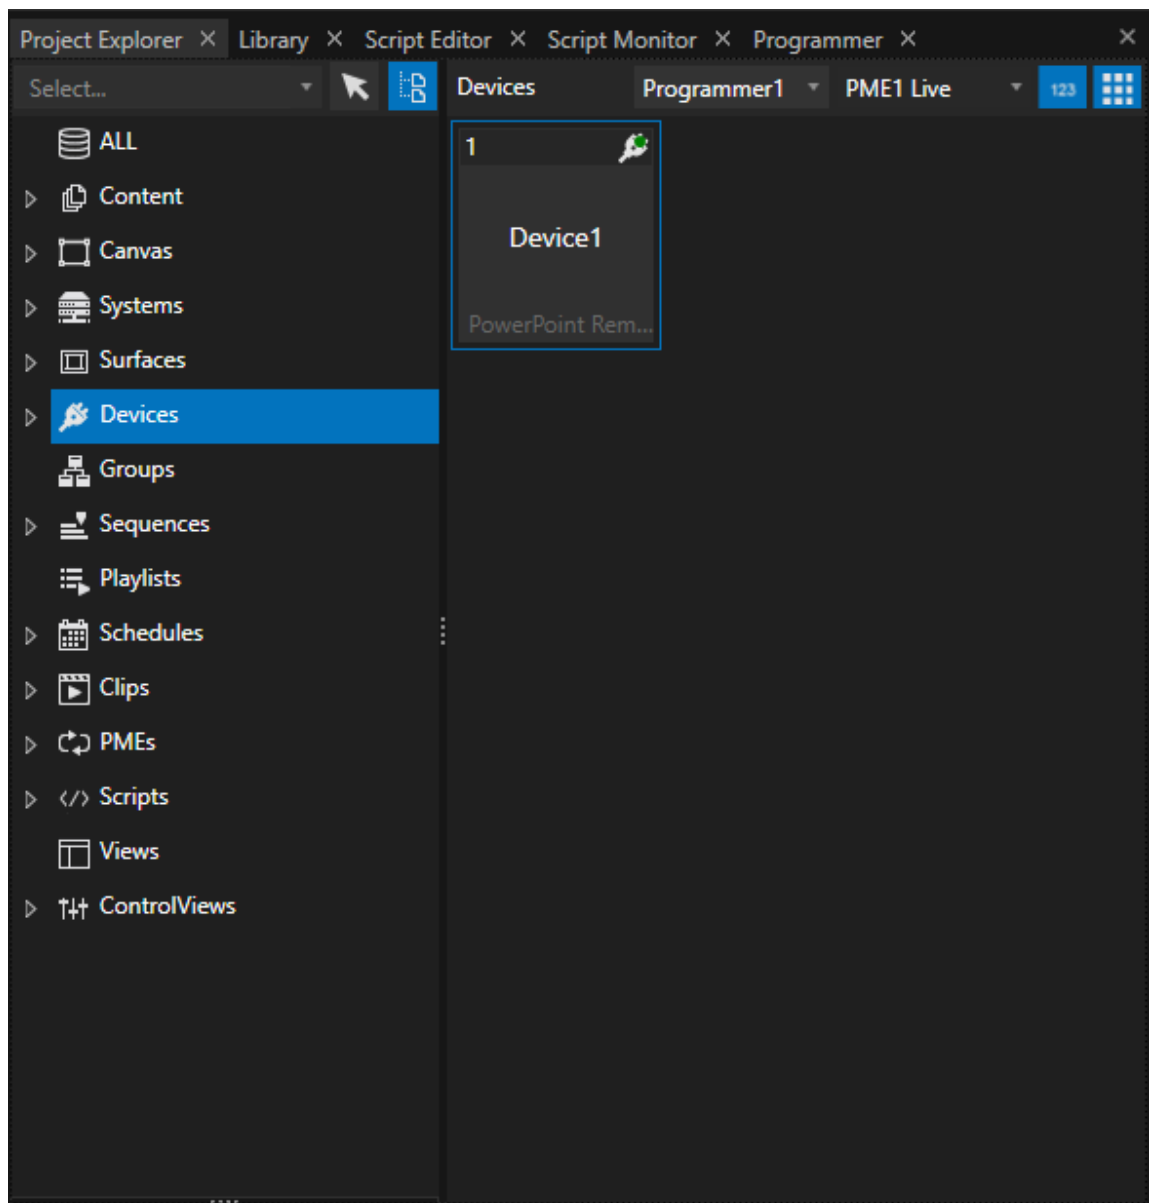 Project Explorer Library Script Editor Script Monitor Programmer
Select... Devices Programmer1 PME1 Live 123
ALL
Content
Canvas
Systems
Surfaces
Devices
Groups
Sequences
Playlists
Schedules
Clips
PMEs
Scripts
Views
ControlViews
1
Device1
PowerPoint Rem...